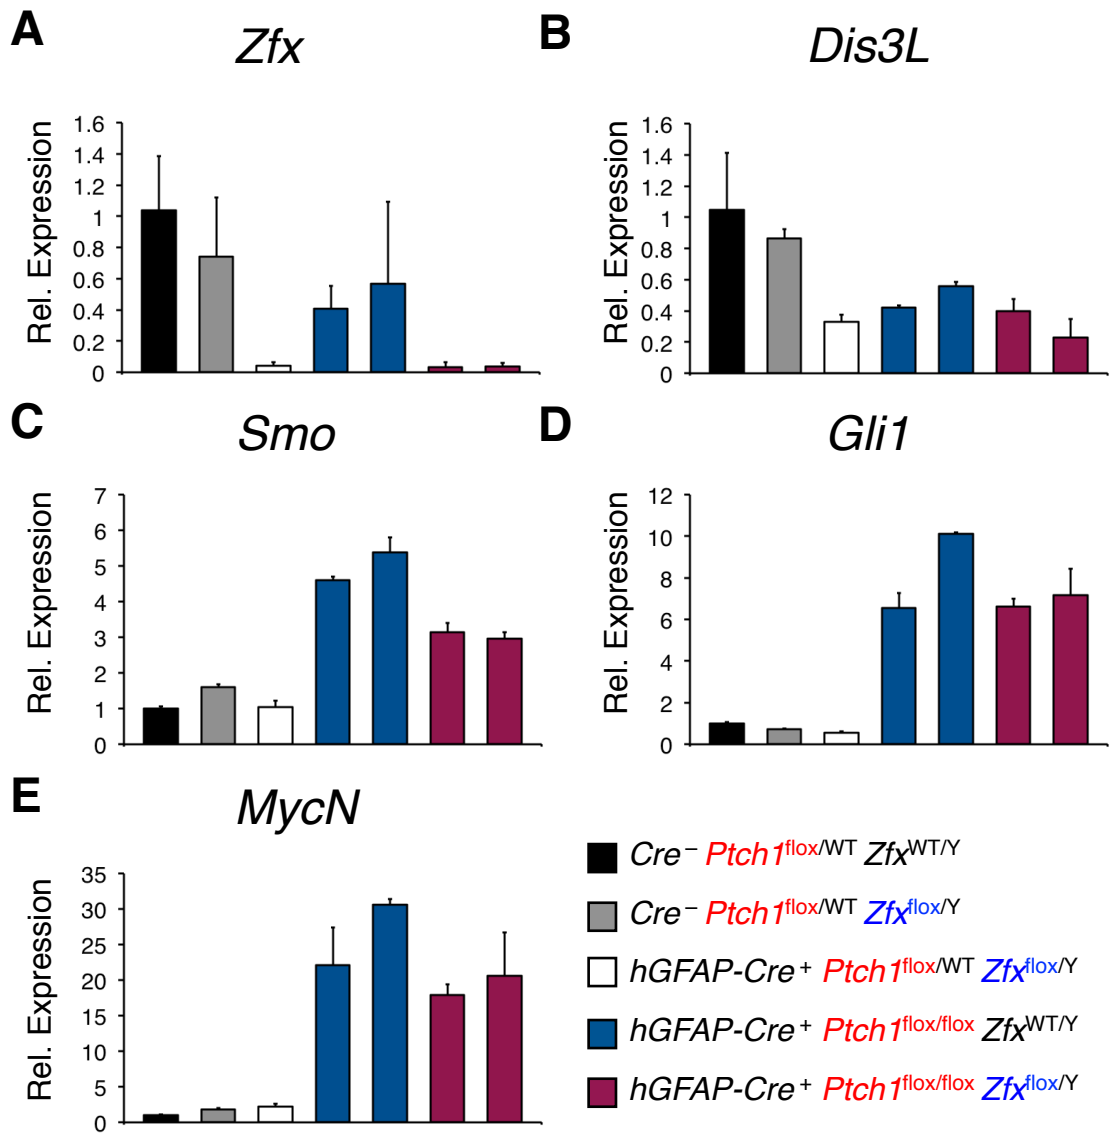 A
Zfx
Rel. Expression
1.6
1.4
1.2
1
0.8
0.6
0.4
0.2
0
B
Dis3L
Rel. Expression
1.6
1.4
1.2
1
0.8
0.6
0.4
0.2
0
C
Smo
Rel. Expression
7
6
5
4
3
2
1
0
D
Gli1
Rel. Expression
12
10
8
6
4
2
0
E
MycN
Rel. Expression
35
30
25
20
15
10
5
0
Cre⁻ Ptch1flox/WT ZfxWT/Y
Cre⁻ Ptch1flox/WT Zfxflox/Y
hGFAP-Cre⁺ Ptch1flox/WT Zfxflox/Y
hGFAP-Cre⁺ Ptch1flox/flox ZfxWT/Y
hGFAP-Cre⁺ Ptch1flox/flox Zfxflox/Y